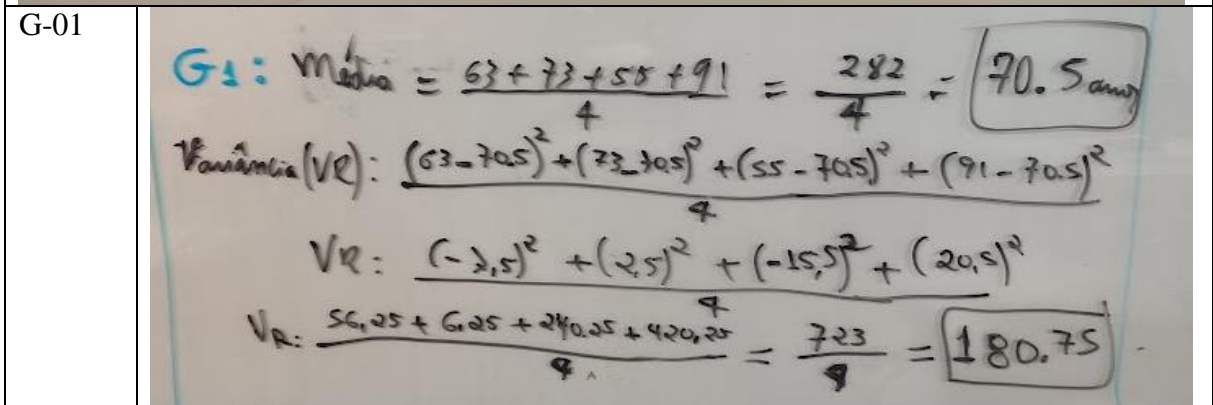 G-01
G1: Média = 63 + 73 + 55 + 91 / 4 = 282 / 4 = 70.5 anos
Variância (VR): (63 - 70.5)² + (73 - 70.5)² + (55 - 70.5)² + (91 - 70.5)² / 4
VR: (-7,5)² + (2,5)² + (-15,5)² + (20,5)² / 4
VR: 56,25 + 6.25 + 240.25 + 420,25 / 4 = 723 / 4 = 180.75